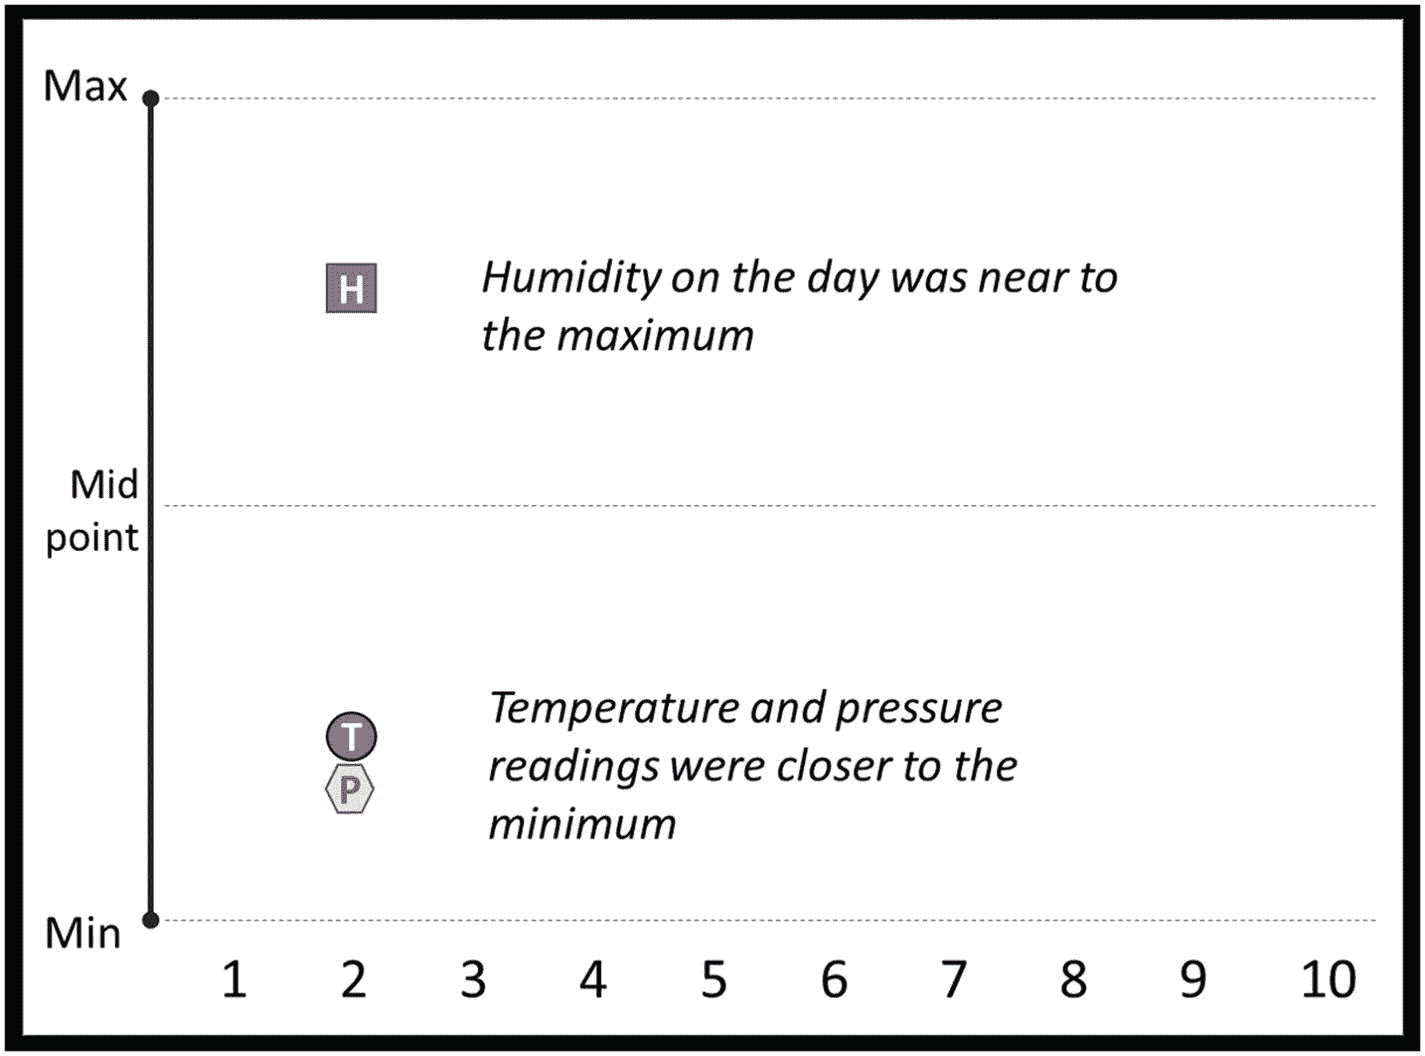 Max
H
Humidity on the day was near to
the maximum
Mid
point
T
P
Temperature and pressure
readings were closer to the
minimum
Min
1 2 3 4 5 6 7 8 9 10